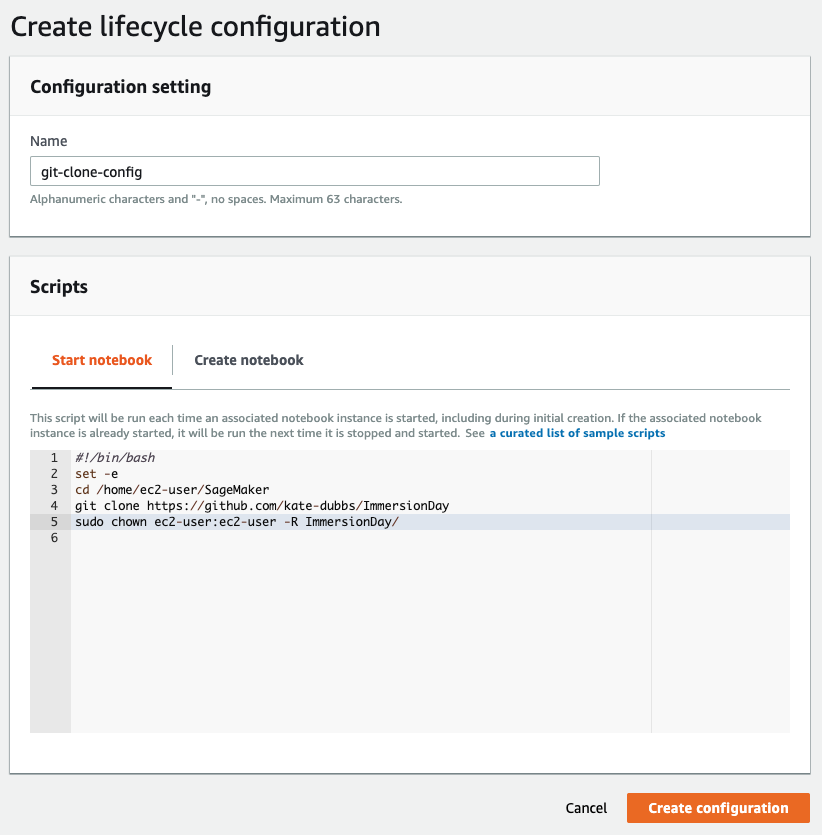 Create lifecycle configuration
Configuration setting
Name
git-clone-config
Alphanumeric characters and "-", no spaces. Maximum 63 characters.
Scripts
Start notebook
Create notebook
This script will be run each time an associated notebook instance is started, including during initial creation. If the associated notebook
instance is already started, it will be run the next time it is stopped and started. See a curated list of sample scripts
1 #!/bin/bash
2 set -e
3 cd /home/ec2-user/SageMaker
4 git clone https://github.com/kate-dubbs/ImmersionDay
5 sudo chown ec2-user:ec2-user -R ImmersionDay/
6
Cancel
Create configuration